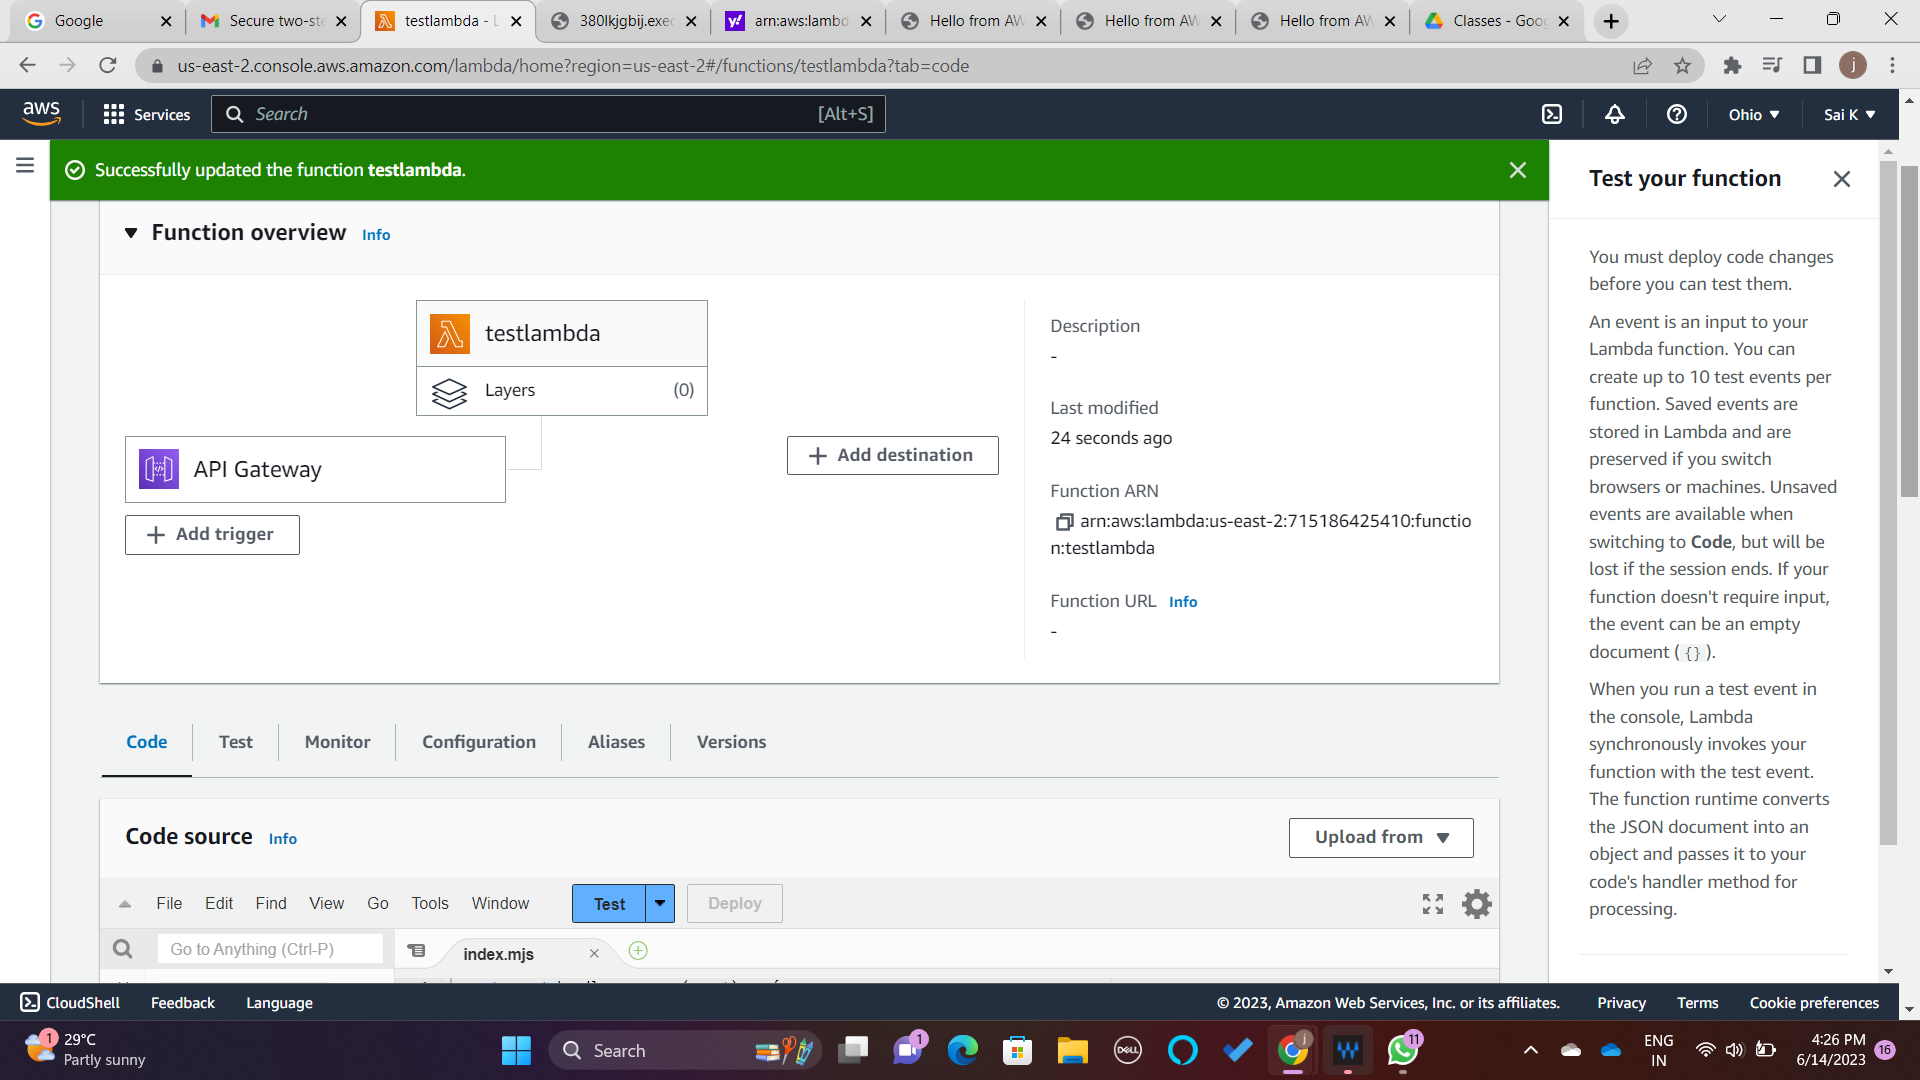 Google
Secure two-ste
testlambda - L
380lkjgbij.exec
arn:aws:lambd
Hello from AW
Hello from AW
Hello from AW
Classes - Goog
us-east-2.console.aws.amazon.com/lambda/home?region=us-east-2#/functions/testlambda?tab=code
j
aws
Services
Search
[Alt+S]
Ohio
Sai K
Successfully updated the function testlambda.
Function overview Info
testlambda
Layers (0)
API Gateway
Add trigger
Add destination
Description
-
Last modified
24 seconds ago
Function ARN
arn:aws:lambda:us-east-2:715186425410:functio
n:testlambda
Function URL Info
-
Code
Test
Monitor
Configuration
Aliases
Versions
Code source Info
Upload from
File Edit Find View Go Tools Window
Test
Deploy
Go to Anything (Ctrl-P)
index.mjs
Test your function
You must deploy code changes
before you can test them.
An event is an input to your
Lambda function. You can
create up to 10 test events per
function. Saved events are
stored in Lambda and are
preserved if you switch
browsers or machines. Unsaved
events are available when
switching to Code, but will be
lost if the session ends. If your
function doesn't require input,
the event can be an empty
document ( {} ).
When you run a test event in
the console, Lambda
synchronously invokes your
function with the test event.
The function runtime converts
the JSON document into an
object and passes it to your
code's handler method for
processing.
CloudShell
Feedback
Language
© 2023, Amazon Web Services, Inc. or its affiliates.
Privacy
Terms
Cookie preferences
1
29°C
Partly sunny
Search
1
DELL
j
11
ENG
IN
4:26 PM
6/14/2023
16